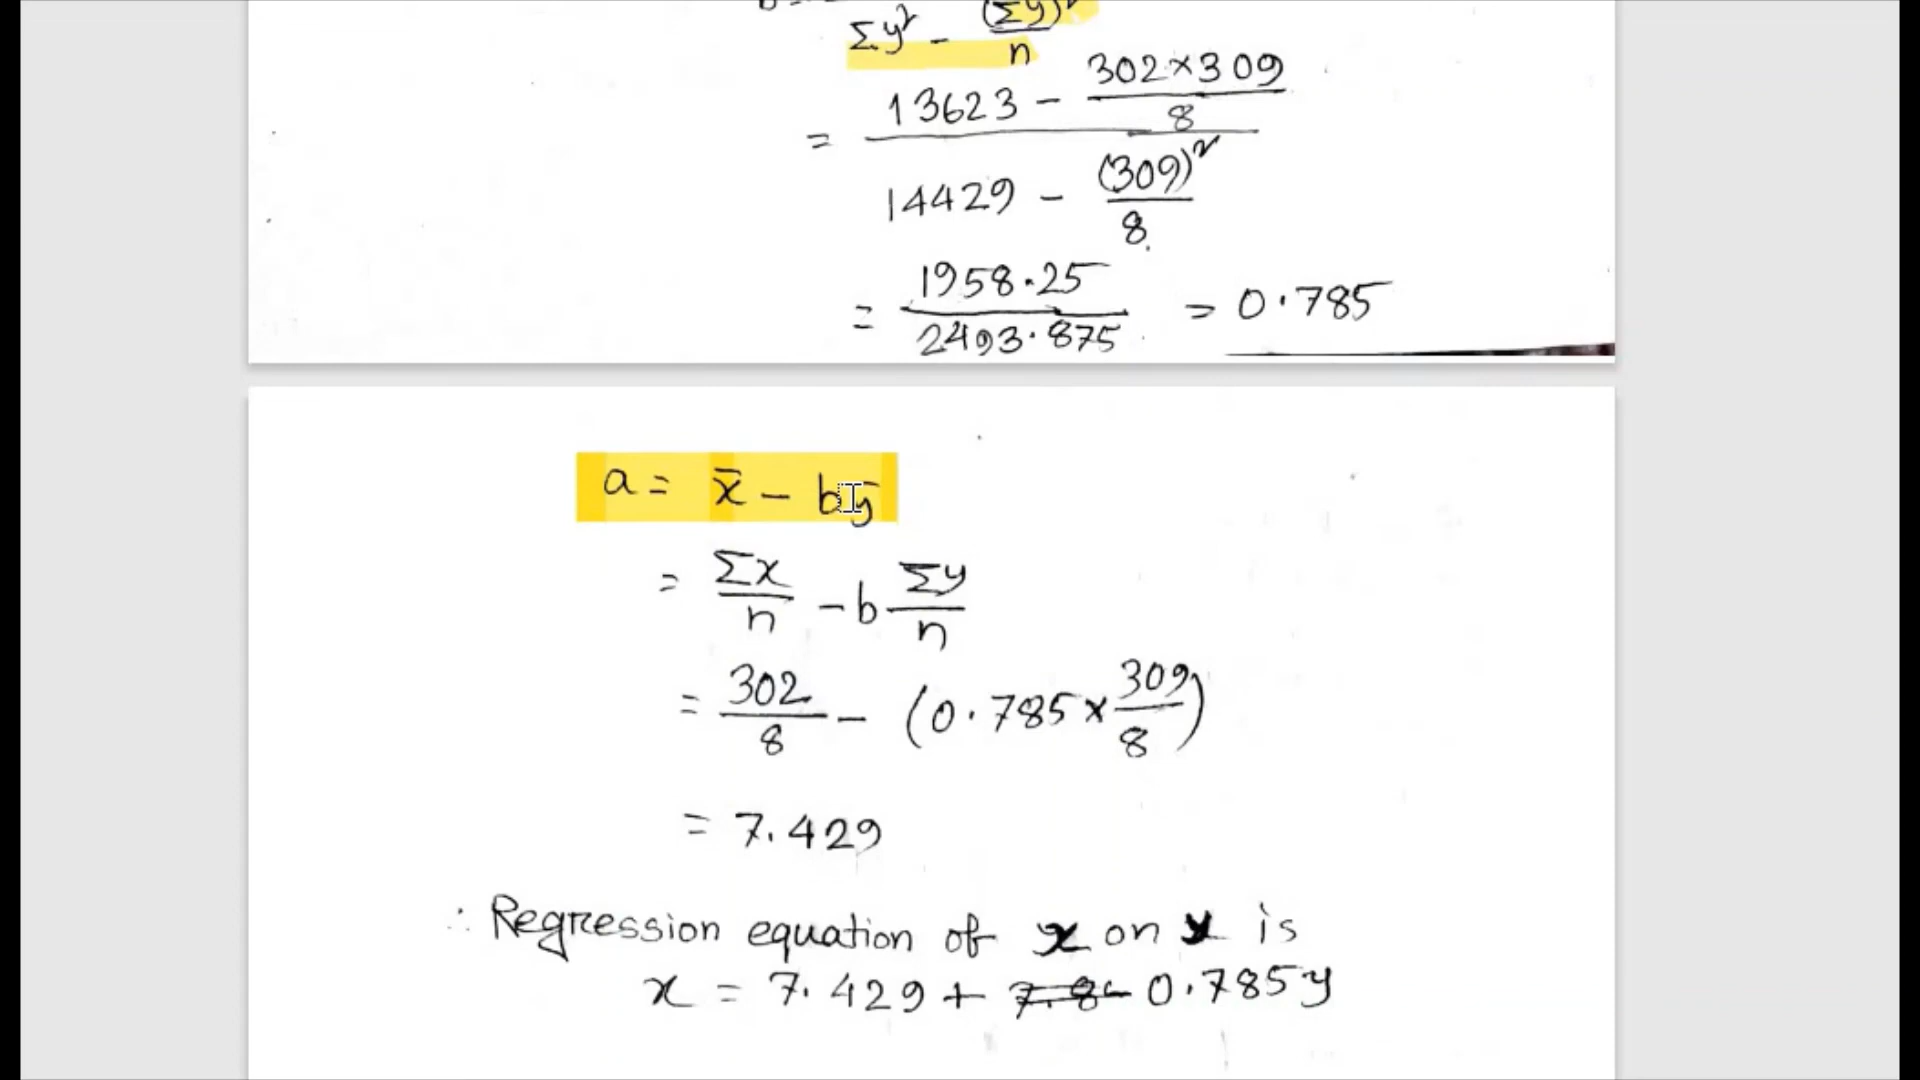 Σy² - (Σy)²/n
= (13623 - (302×309)/8) / (14429 - (309)²/8)
= 1958.25/2493.875 = 0.785
a = x̄ - bȳ
= Σx/n - b Σy/n
= 302/8 - (0.785 × 309/8)
= 7.429
∴ Regression equation of x on y is
x = 7.429 + 0.785y